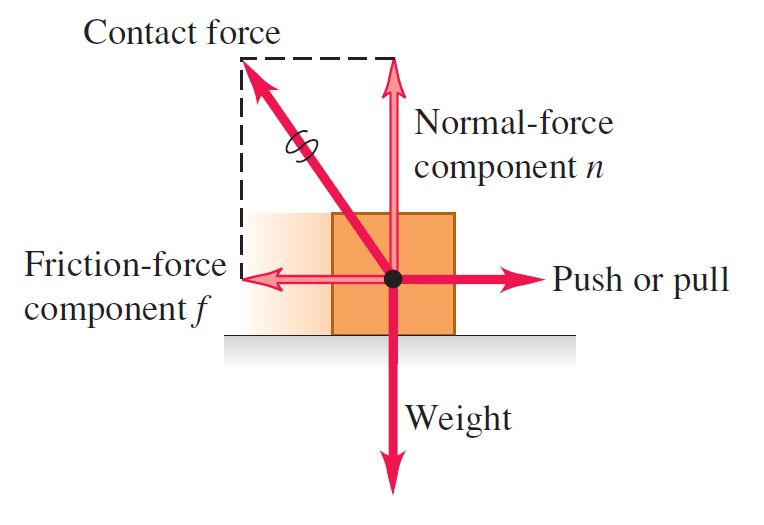 Contact force
Normal-force
component n
Friction-force
component f
Push or pull
Weight